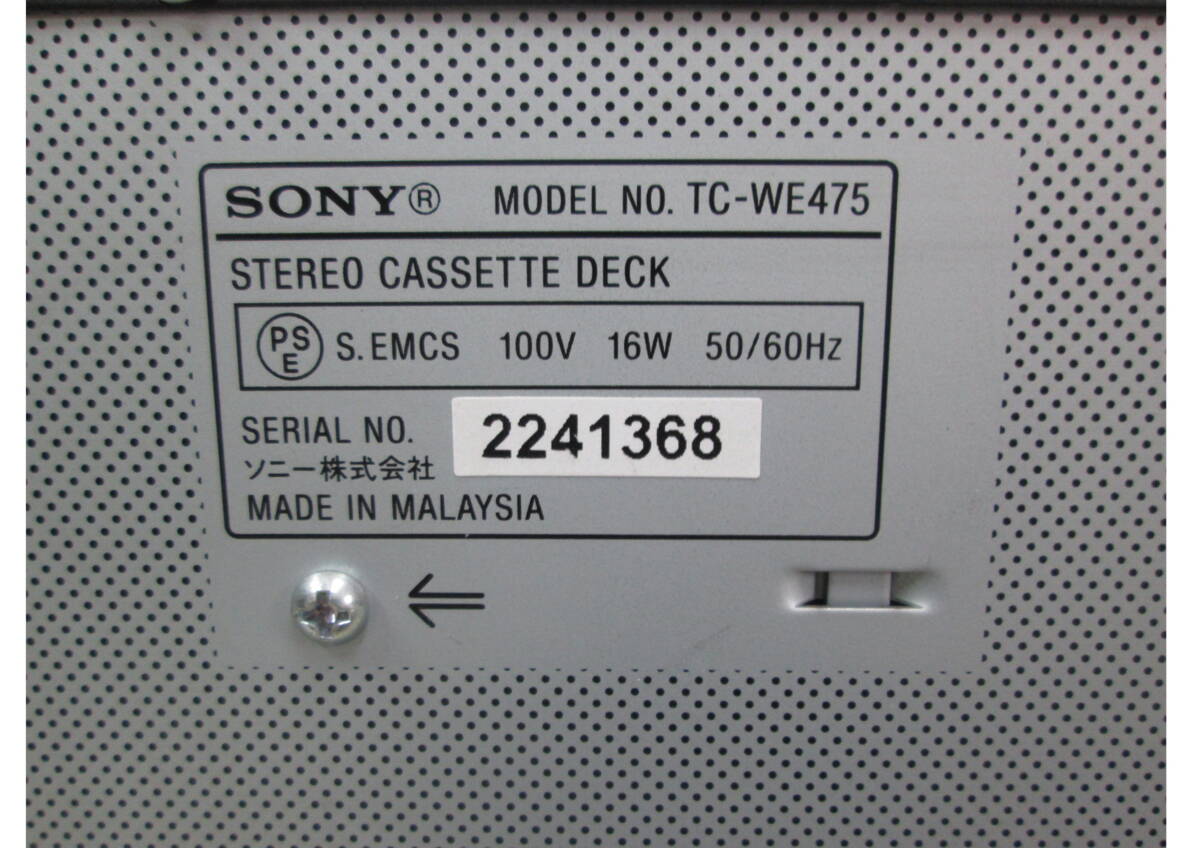 SONY® MODEL NO. TC-WE475
STEREO CASSETTE DECK
PSE S.EMCS 100V 16W 50/60Hz
SERIAL NO. 2241368
ソニー株式会社
MADE IN MALAYSIA